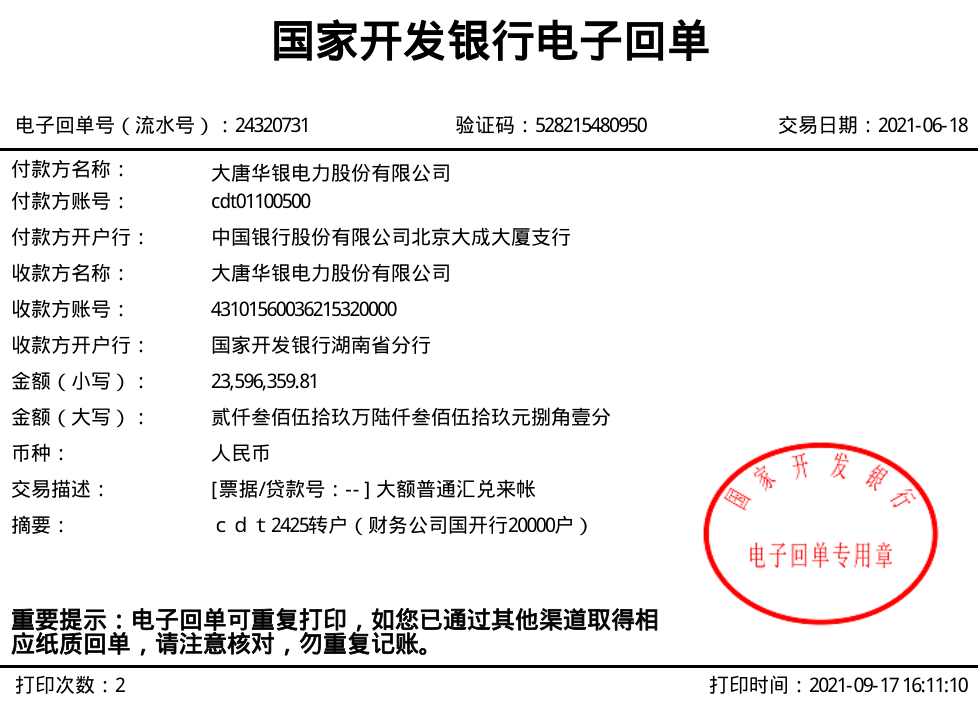 国家开发银行电子回单
电子回单号（流水号）：24320731 验证码：528215480950 交易日期：2021-06-18
付款方名称： 大唐华银电力股份有限公司
付款方账号： cdt01100500
付款方开户行： 中国银行股份有限公司北京大成大厦支行
收款方名称： 大唐华银电力股份有限公司
收款方账号： 43101560036215320000
收款方开户行： 国家开发银行湖南省分行
金额（小写）： 23,596,359.81
金额（大写）： 贰仟叁佰伍拾玖万陆仟叁佰伍拾玖元捌角壹分
币种： 人民币
交易描述： [票据/贷款号：-- ] 大额普通汇兑来帐
摘要： ｃｄｔ2425转户（财务公司国开行20000户）
国家开发银行
电子回单专用章
重要提示：电子回单可重复打印，如您已通过其他渠道取得相
应纸质回单，请注意核对，勿重复记账。
打印次数：2 打印时间：2021-09-17 16:11:10